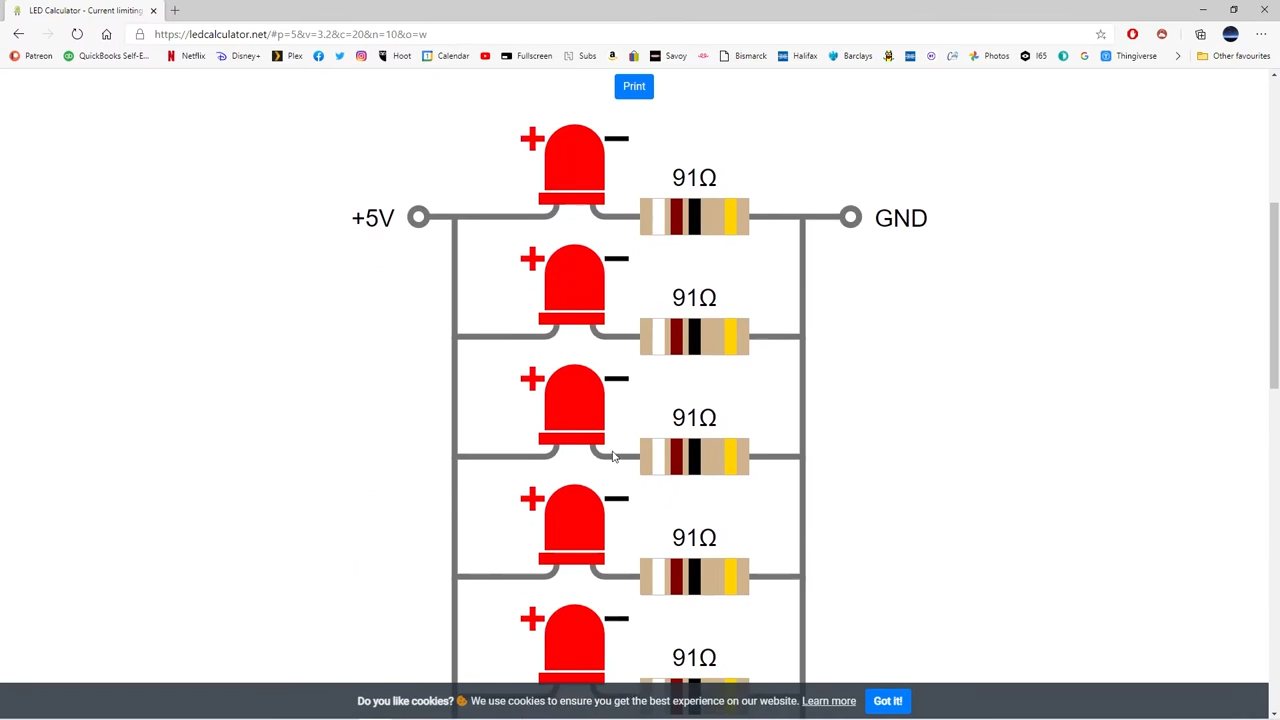 LED Calculator - Current limiting
https://ledcalculator.net/#p=5&v=3.2&c=20&n=10&o=w
Patreon QuickBooks Self-E... Netflix Disney+ Plex Hoot Calendar Fullscreen Subs Savoy Bismarck Halifax Barclays Photos I65 Thingiverse Other favourites
Print
+ −
91Ω
+5V GND
+ −
91Ω
+ −
91Ω
+ −
91Ω
+ −
91Ω
Do you like cookies? 🍪 We use cookies to ensure you get the best experience on our website. Learn more Got it!